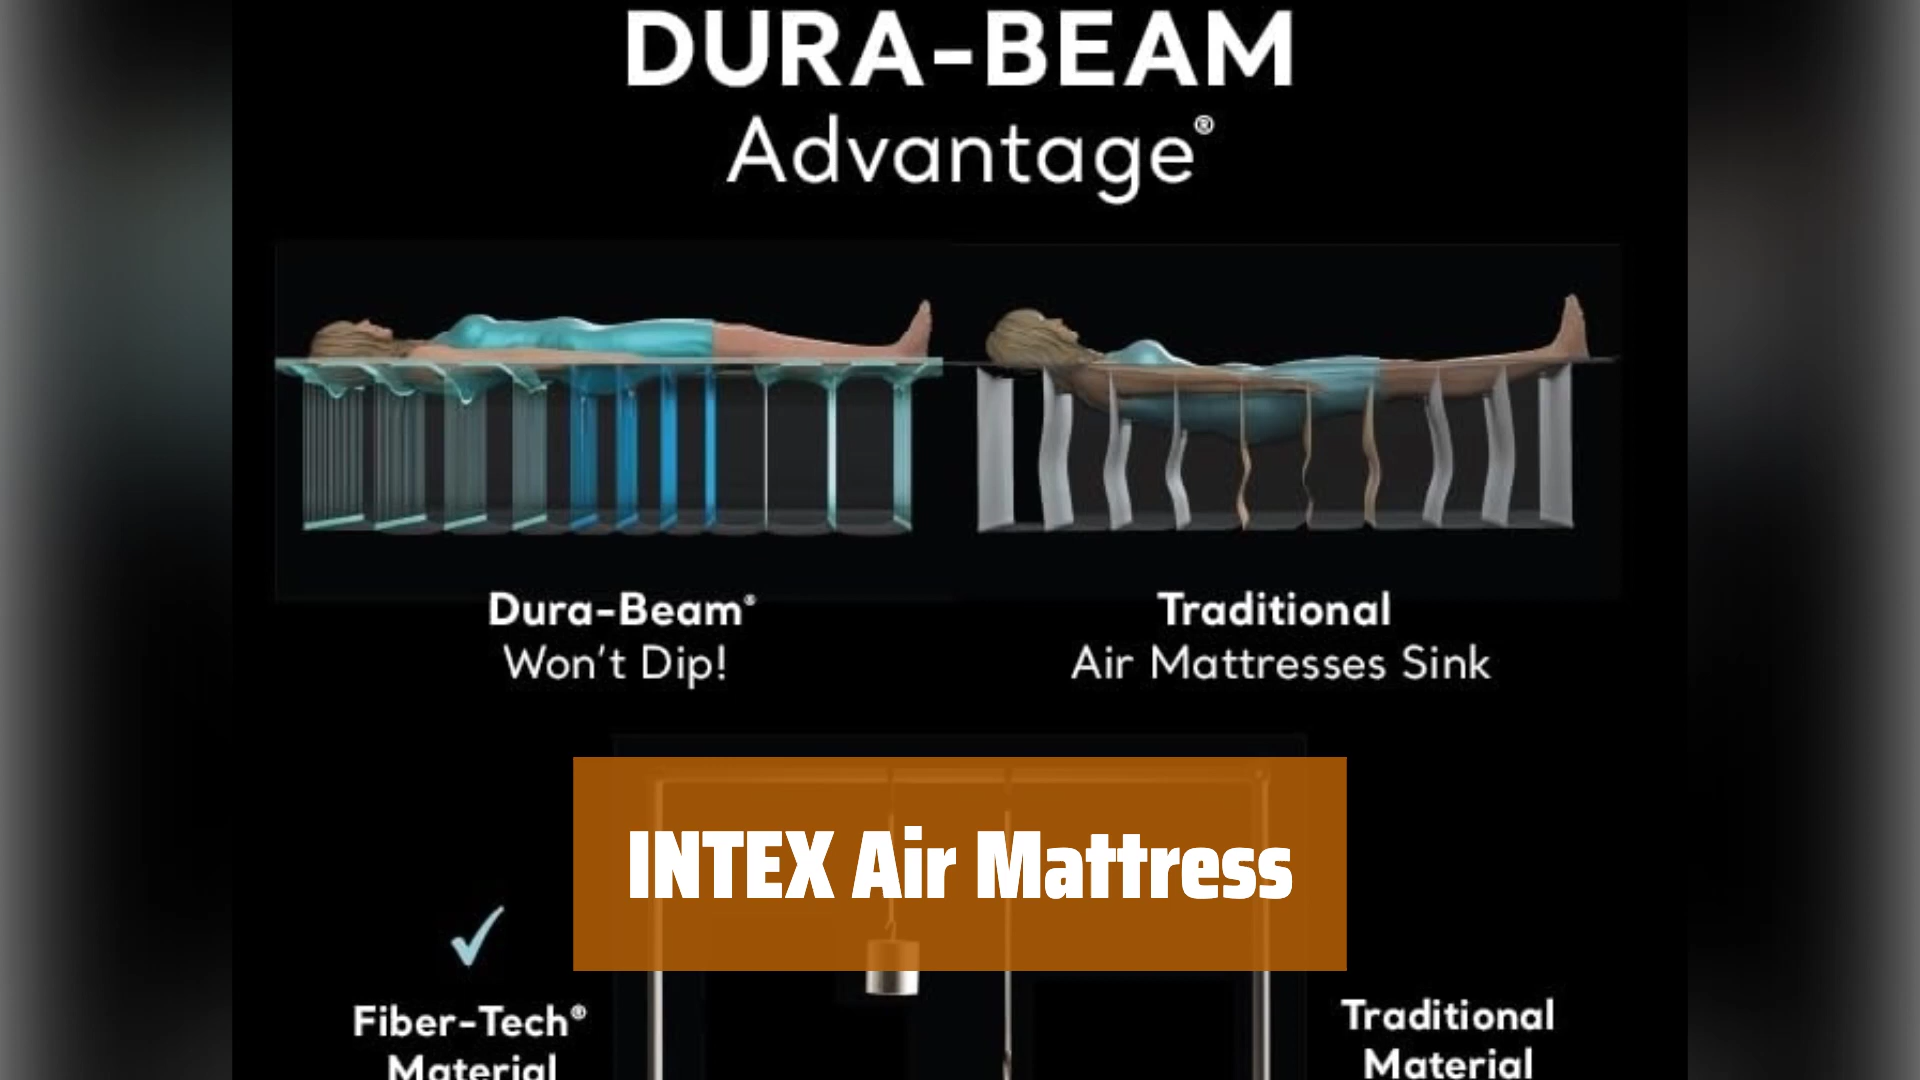 DURA-BEAM
Advantage®
Dura-Beam®
Won't Dip!
Traditional
Air Mattresses Sink
INTEX Air Mattress
Fiber-Tech®
Material
Traditional
Material